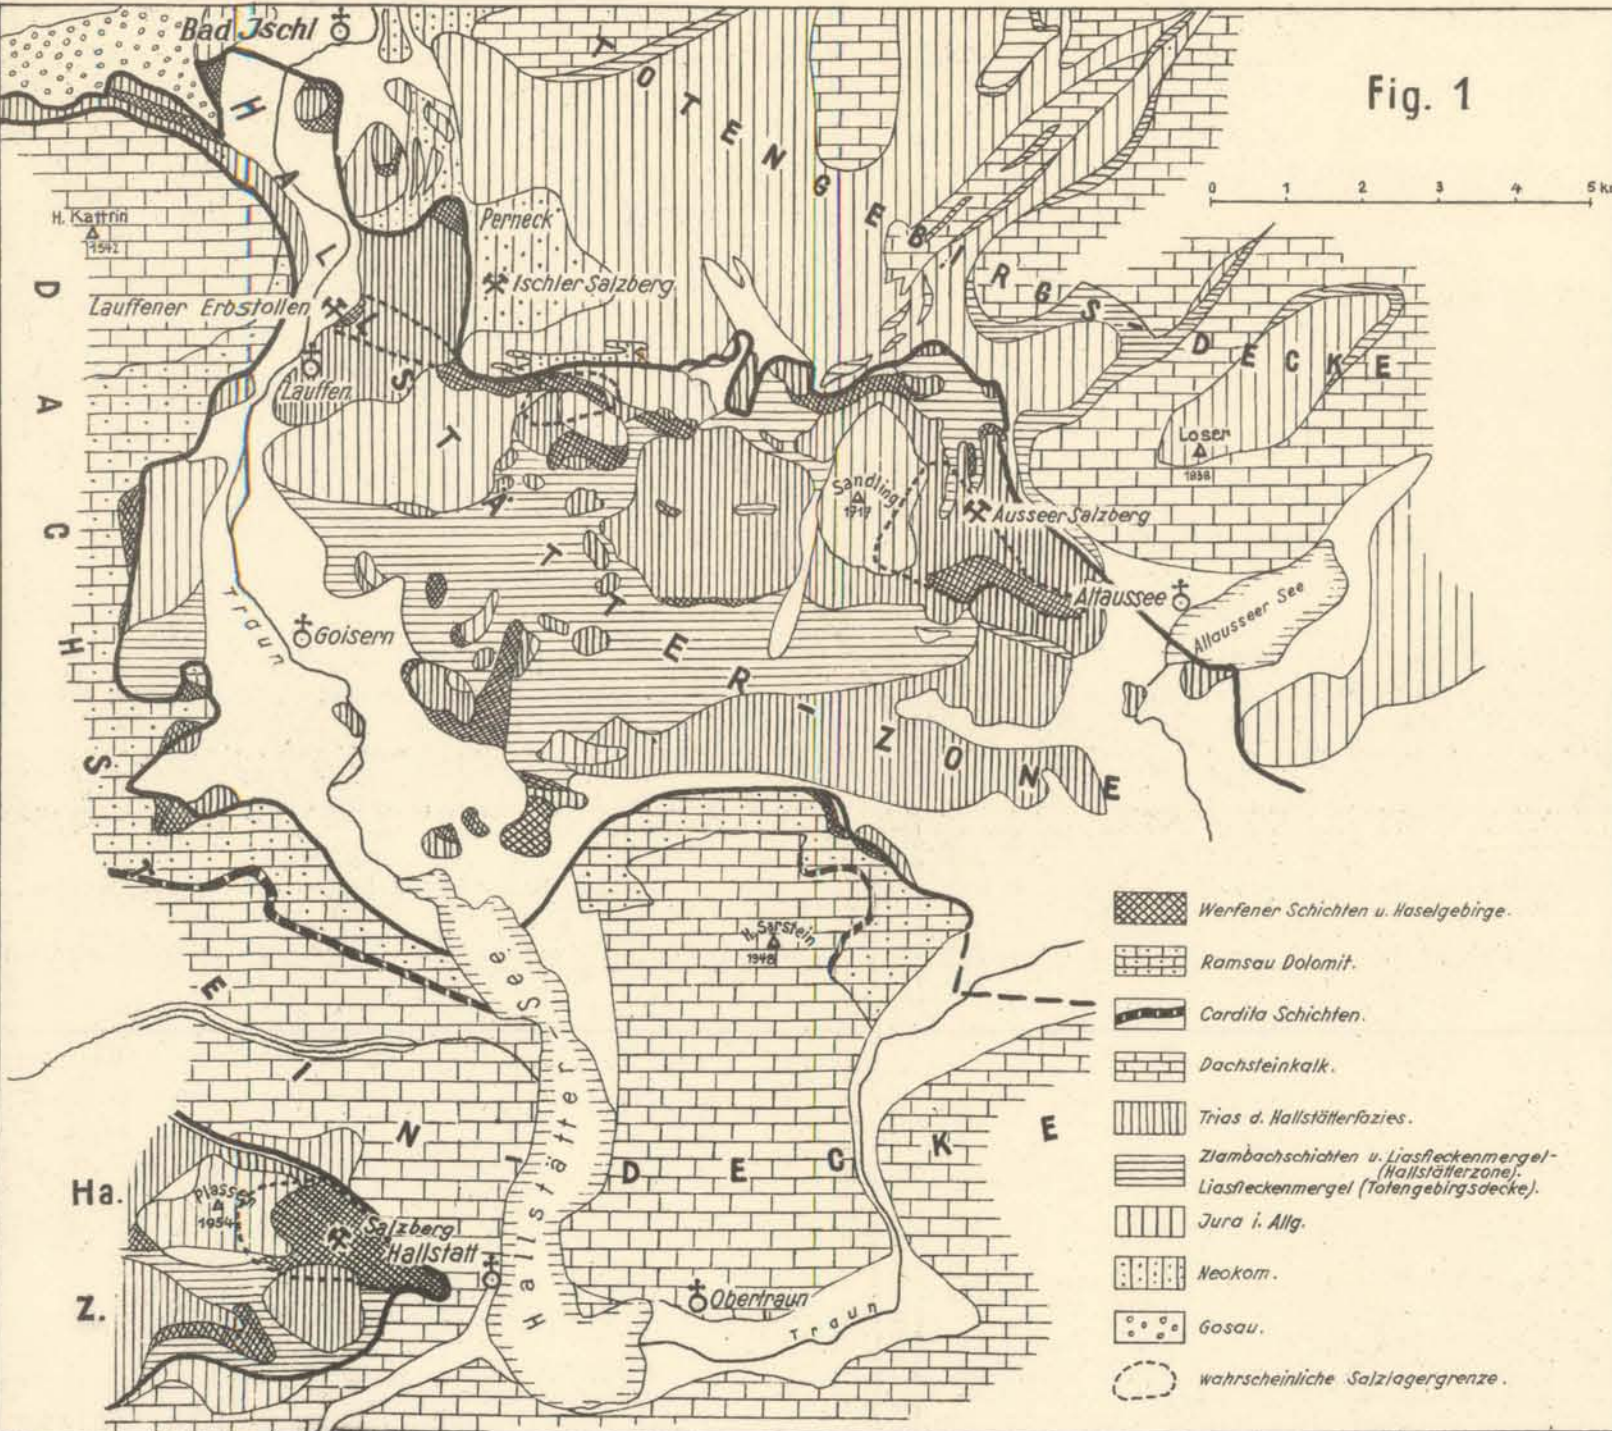 Bad Jschl
Fig. 1
TOTENGEBIRGS-DECKE
0 1 2 3 4 5 km
HALLSTÄTTER ZONE
H. Kattrin
1542
Perneck
Ischler Salzberg
Lauffener Erbstollen
Lauffen
Loser
1838
Sandling
1717
Ausseer Salzberg
Altaussee
Altausseer See
Traun
Goisern
DACHSTEIN DECKE
H. Sarstein
1948
Hallstätter-See
Ha.
Z.
Plassen
1954
Salzberg
Hallstatt
Obertraun
Traun
Werfener Schichten u. Haselgebirge.
Ramsau Dolomit.
Cardita Schichten.
Dachsteinkalk.
Trias d. Hallstätterfazies.
Zlambachschichten u. Liasfleckenmergel-
(Hallstätterzone).
Liasfleckenmergel (Totengebirgsdecke).
Jura i. Allg.
Neokom.
Gosau.
wahrscheinliche Salzlagergrenze.